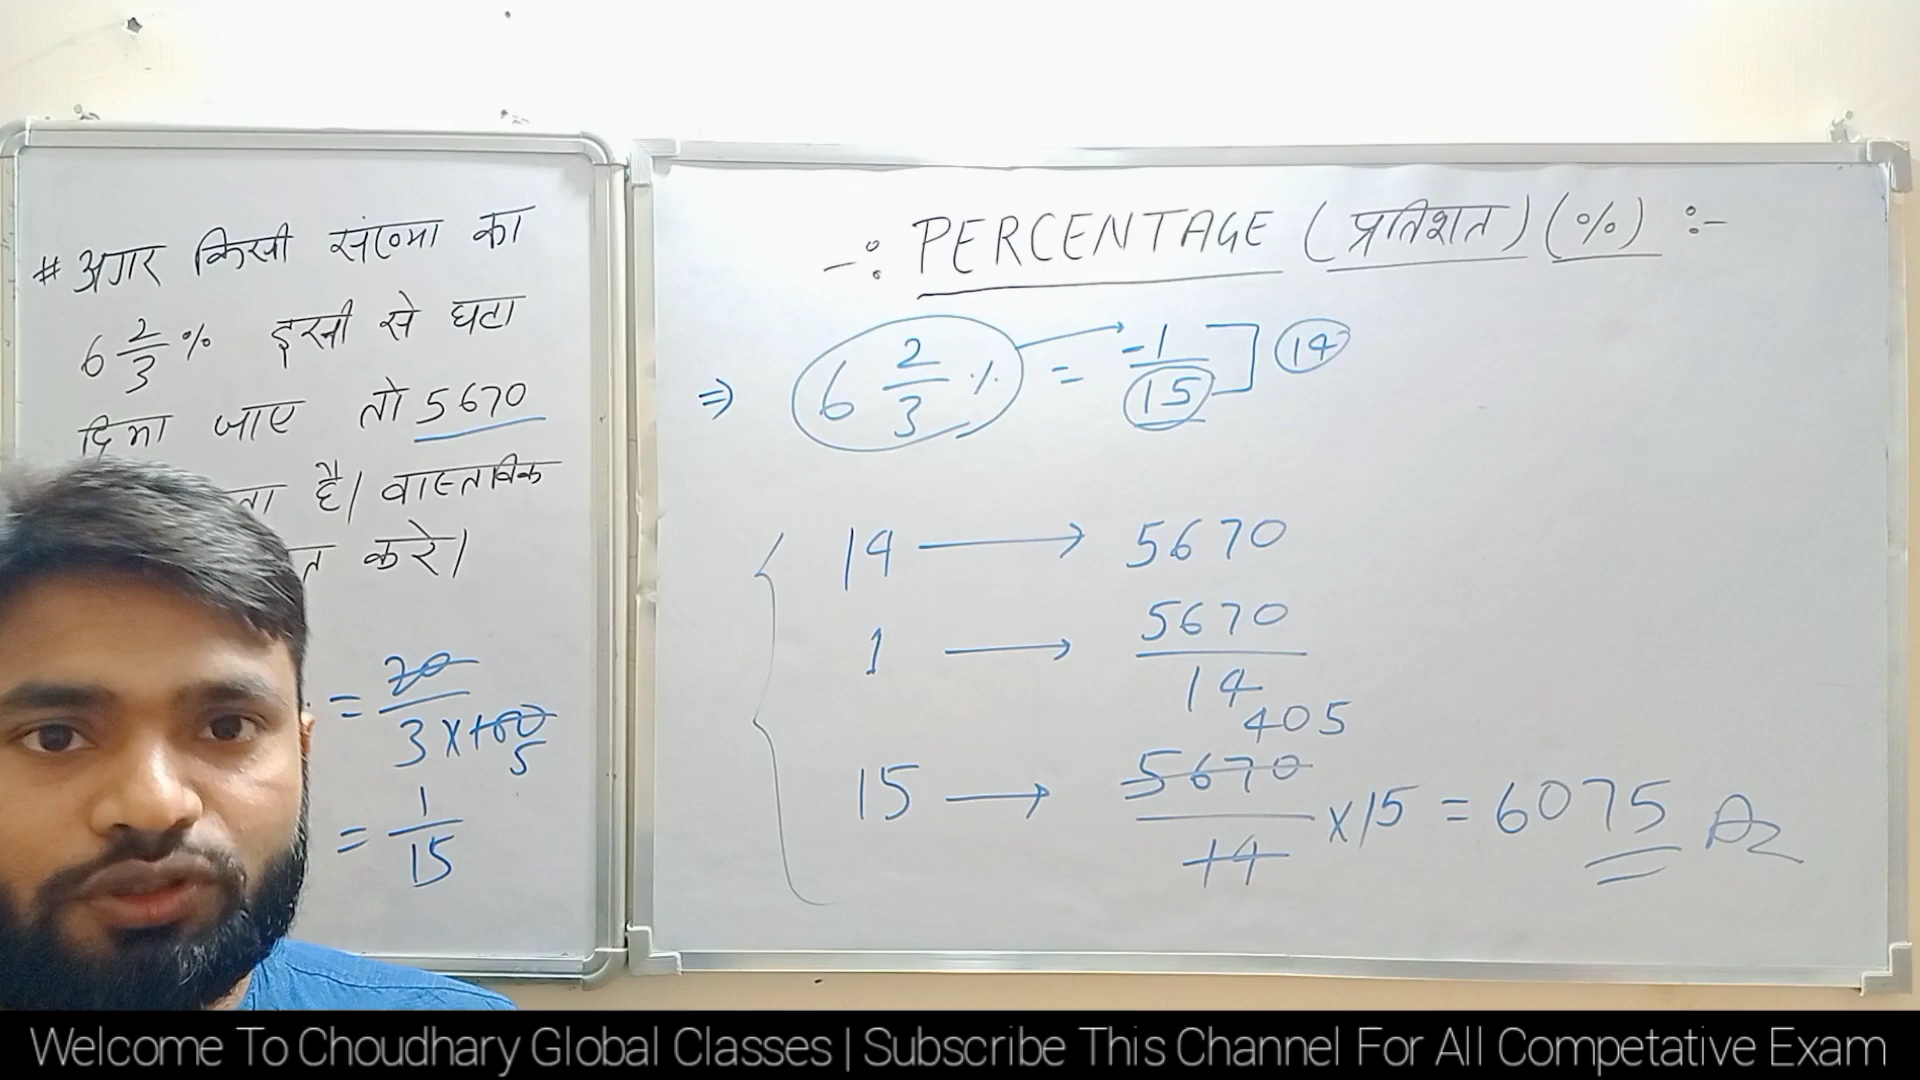 # अगर किसी संख्या का
6 2/3 % इसी से घटा
दिया जाए तो 5670
है। वास्तविक
करे।
= 20/3×100 5
= 1/15
-: PERCENTAGE (प्रतिशत) (%) :-
⇒ 6 2/3 % = -1/15 ] 14
14 → 5670
1 → 5670/14
405
15 → 5670/14 ×15 = 6075
Welcome To Choudhary Global Classes | Subscribe This Channel For All Competative Exam